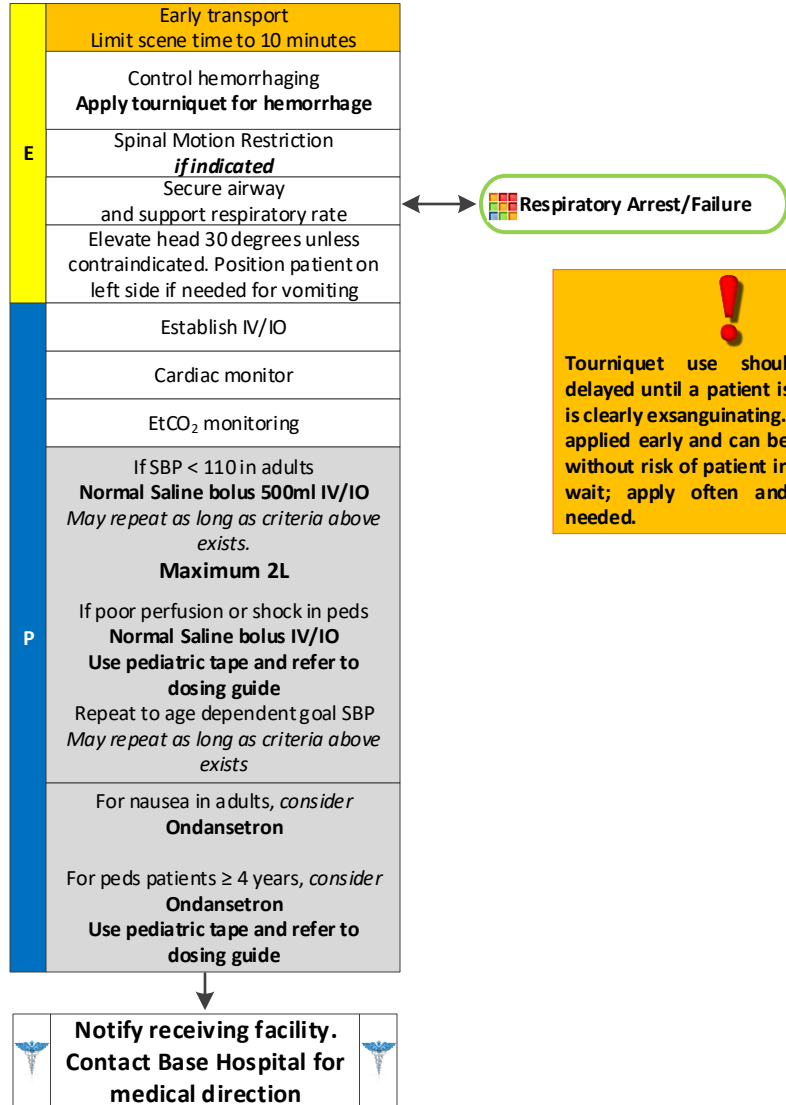 Early transport
Limit scene time to 10 minutes
Control hemorrhaging
Apply tourniquet for hemorrhage
E
Spinal Motion Restriction
if indicated
Secure airway
and support respiratory rate
Respiratory Arrest/Failure
Elevate head 30 degrees unless
contraindicated. Position patient on
left side if needed for vomiting
Establish IV/IO
Cardiac monitor
EtCO₂ monitoring
P
If SBP < 110 in adults
Normal Saline bolus 500ml IV/IO
May repeat as long as criteria above
exists.
Maximum 2L
If poor perfusion or shock in peds
Normal Saline bolus IV/IO
Use pediatric tape and refer to
dosing guide
Repeat to age dependent goal SBP
May repeat as long as criteria above
exists
For nausea in adults, consider
Ondansetron
For peds patients ≥ 4 years, consider
Ondansetron
Use pediatric tape and refer to
dosing guide
Notify receiving facility.
Contact Base Hospital for
medical direction
!
Tourniquet use
delayed until a patient
is clearly exsanguinating.
applied early and can be
without risk of patient
wait; apply often and
needed.